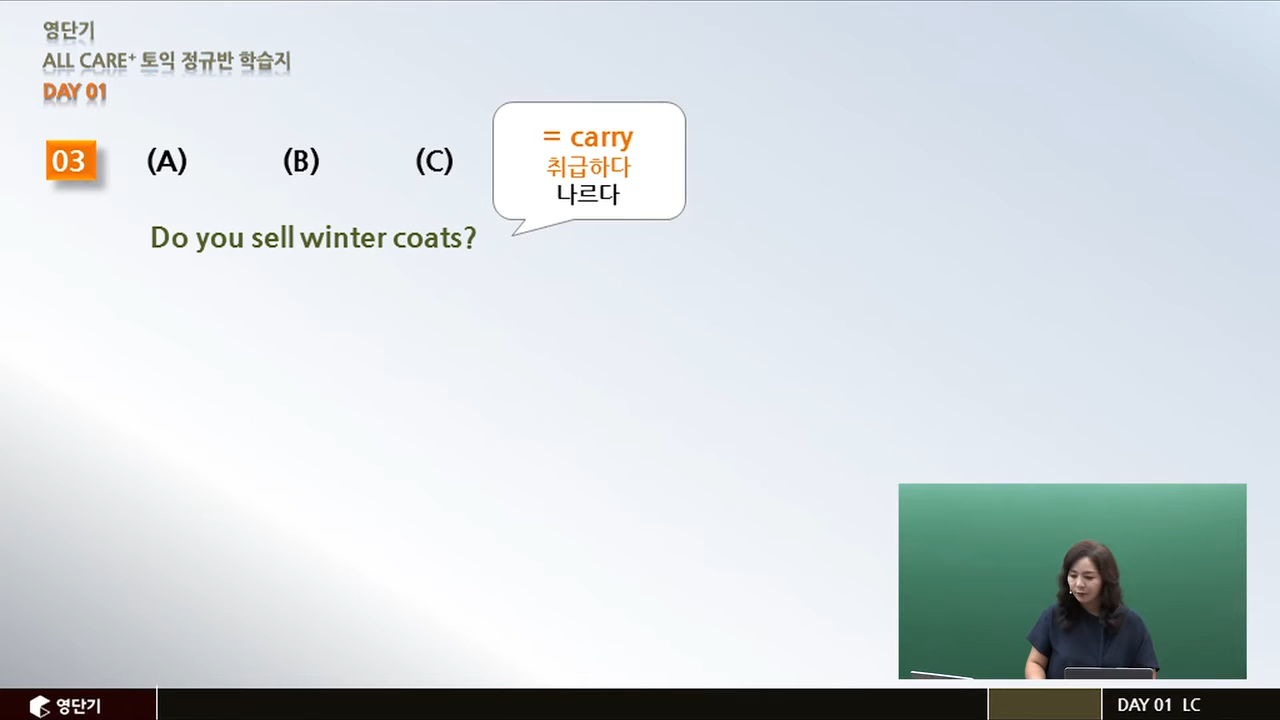 영단기
ALL CARE⁺ 토익 정규반 학습지
DAY 01
03 (A) (B) (C)
= carry
취급하다
나르다
Do you sell winter coats?
영단기
DAY 01 LC